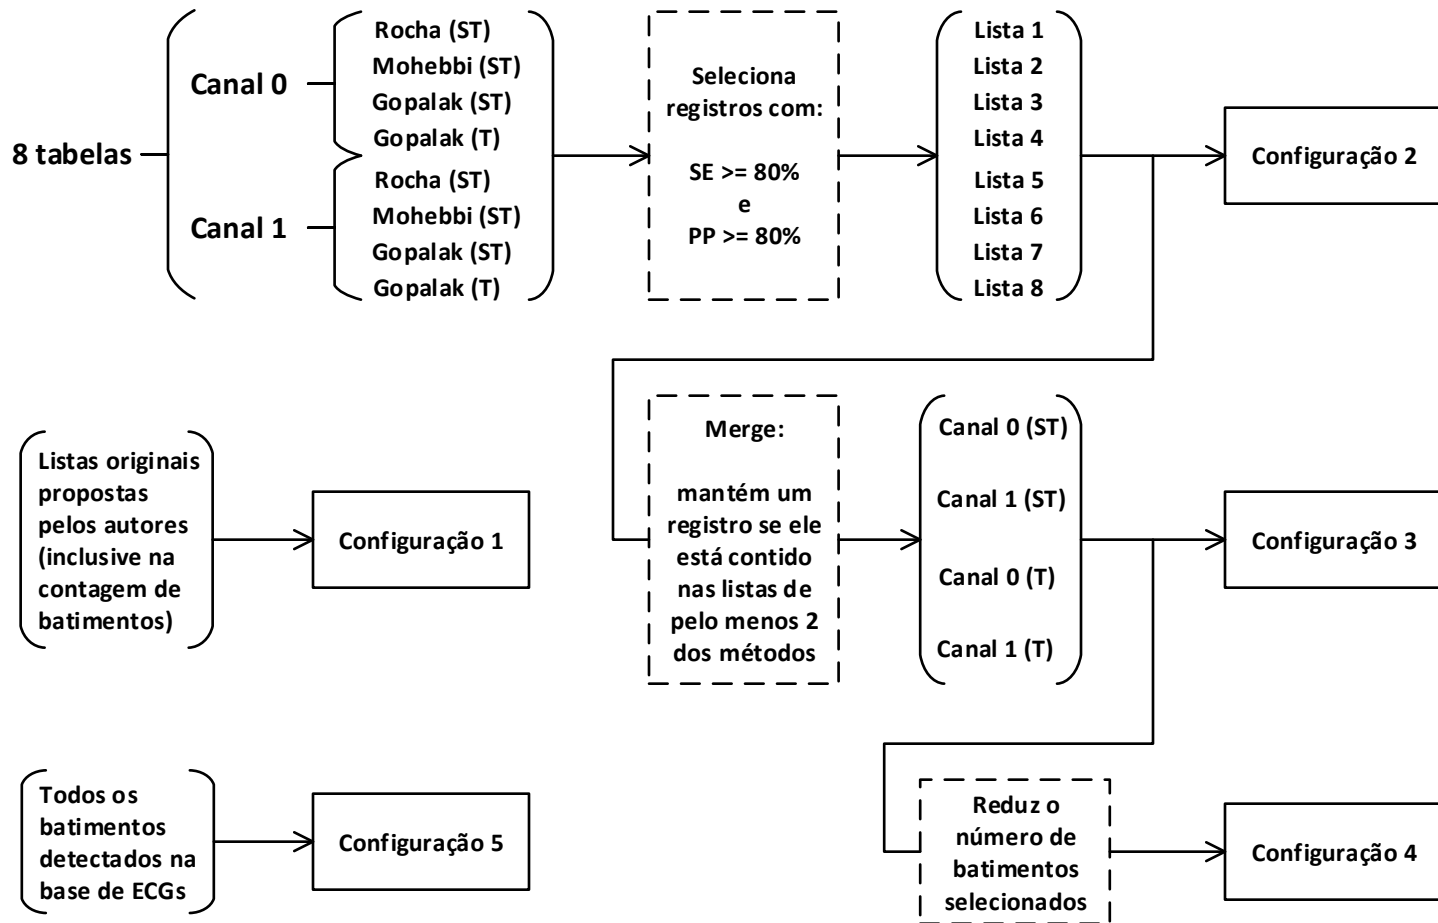 8 tabelas
Canal 0
Canal 1
Rocha (ST)
Mohebbi (ST)
Gopalak (ST)
Gopalak (T)
Rocha (ST)
Mohebbi (ST)
Gopalak (ST)
Gopalak (T)
Seleciona
registros com:
SE >= 80%
e
PP >= 80%
Lista 1
Lista 2
Lista 3
Lista 4
Lista 5
Lista 6
Lista 7
Lista 8
Configuração 2
Listas originais
propostas
pelos autores
(inclusive na
contagem de
batimentos)
Configuração 1
Merge:
mantém um
registro se ele
está contido
nas listas de
pelo menos 2
dos métodos
Canal 0 (ST)
Canal 1 (ST)
Canal 0 (T)
Canal 1 (T)
Configuração 3
Todos os
batimentos
detectados na
base de ECGs
Configuração 5
Reduz o
número de
batimentos
selecionados
Configuração 4